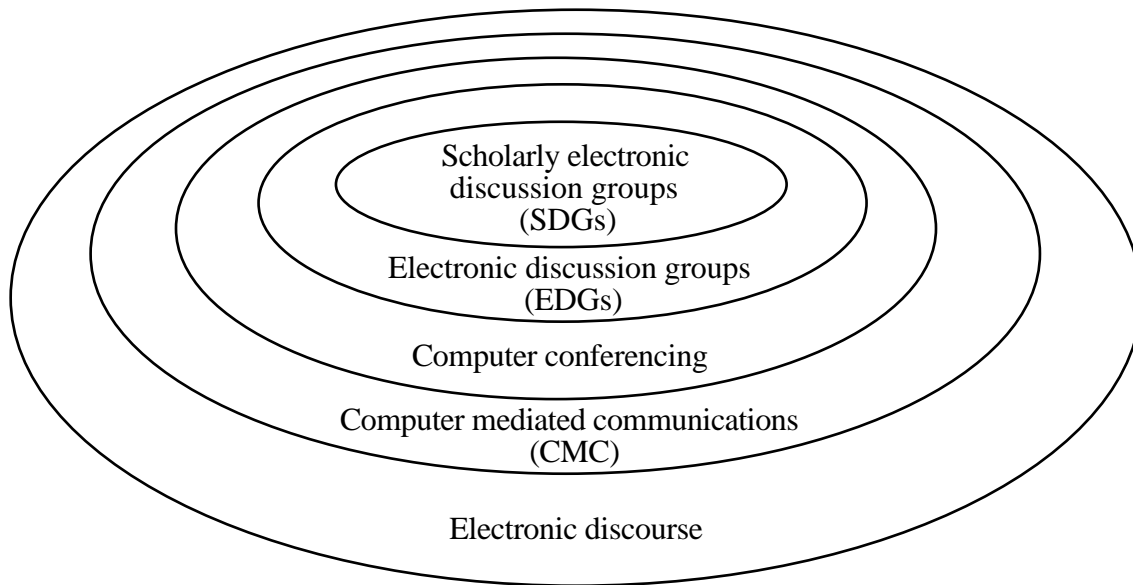 Scholarly electronic
discussion groups
(SDGs)
Electronic discussion groups
(EDGs)
Computer conferencing
Computer mediated communications
(CMC)
Electronic discourse